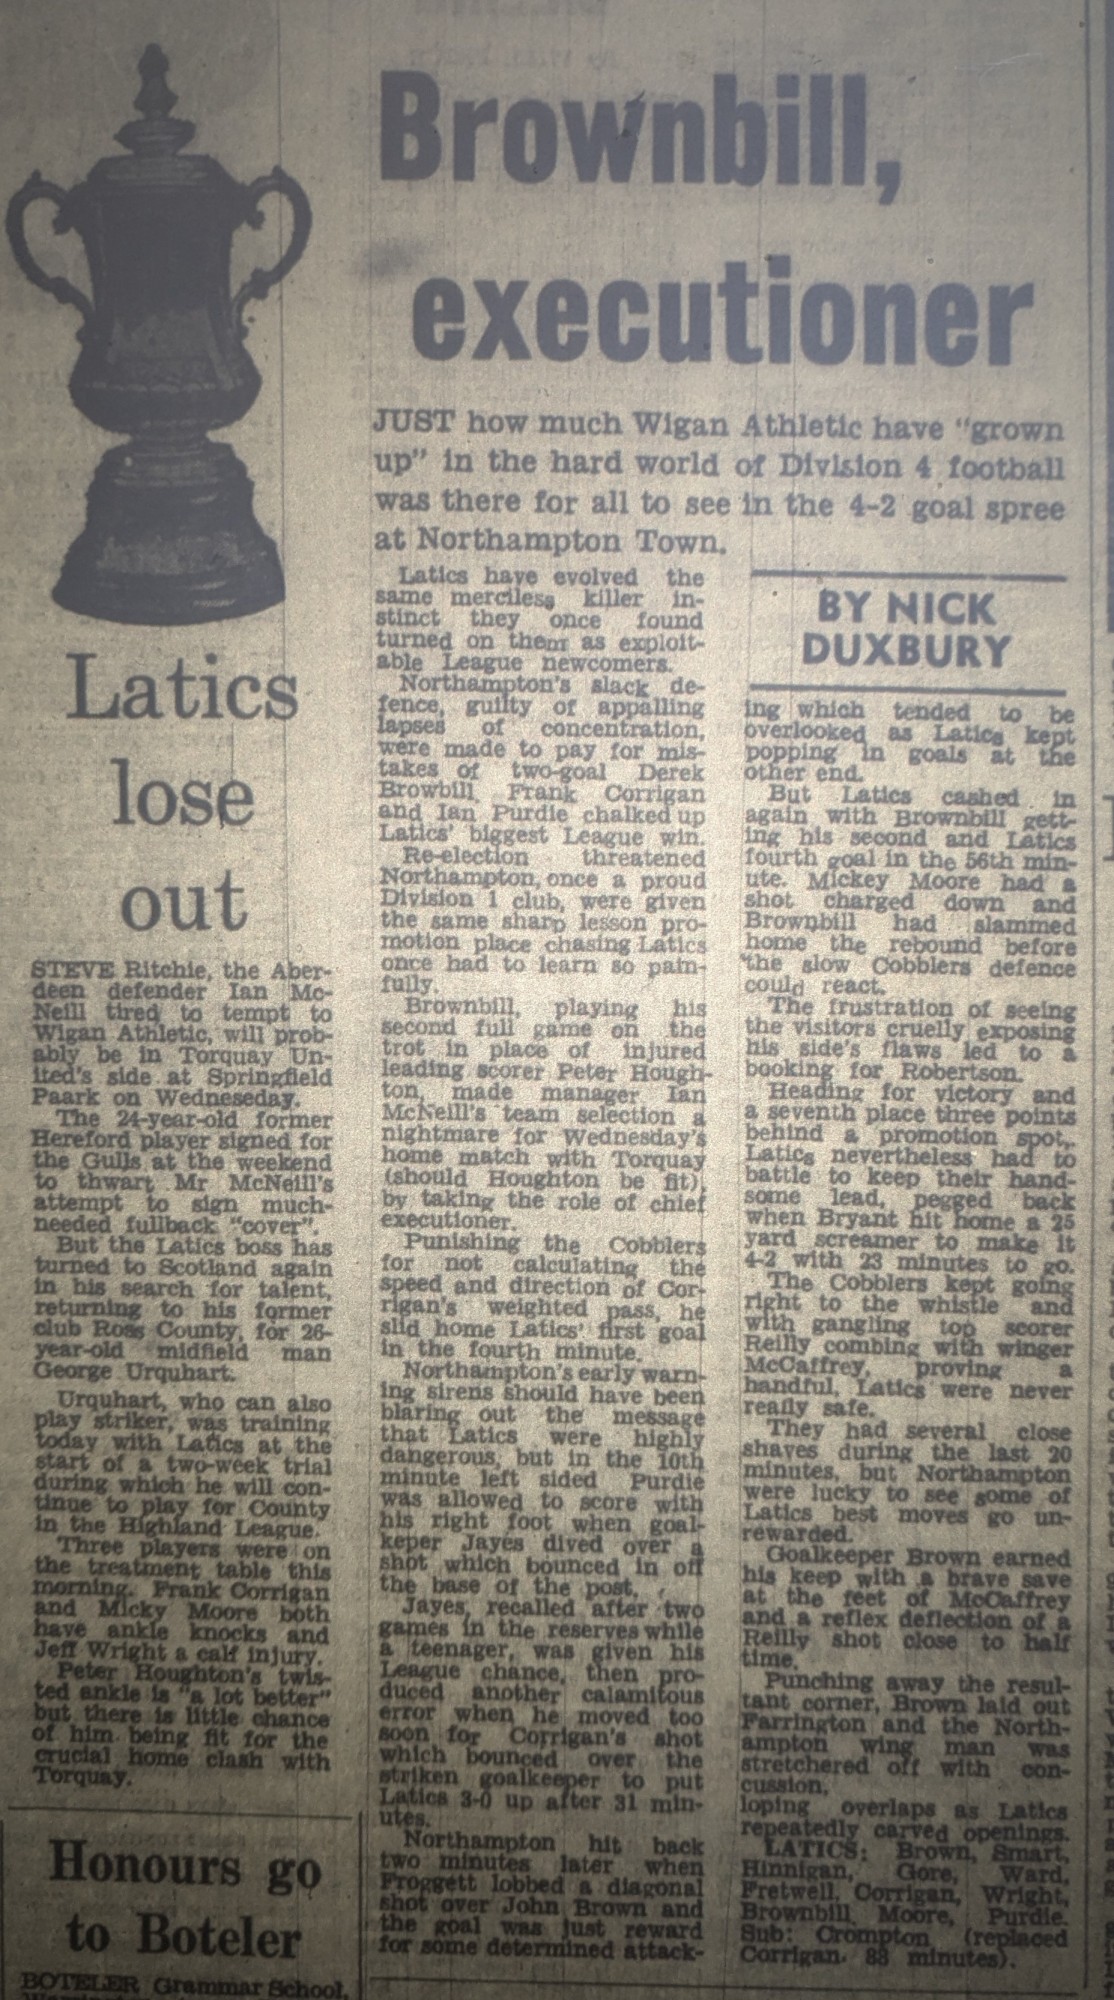 Brownbill,
executioner
JUST how much Wigan Athletic have "grown
up" in the hard world of Division 4 football
was there for all to see in the 4-2 goal spree
at Northampton Town.
BY NICK
DUXBURY
Latics have evolved the
same merciless killer in-
stinct they once found
turned on them as exploit-
able League newcomers.
Northampton's slack de-
fence, guilty of appalling
lapses of concentration,
were made to pay for mis-
takes of two-goal Derek
Browbill. Frank Corrigan
and Ian Purdie chalked up
Latics' biggest League win.
Re-election threatened
Northampton, once a proud
Division 1 club, were given
the same sharp lesson pro-
motion place chasing Latics
once had to learn so pain-
fully.
Brownbill, playing his
second full game on the
trot in place of injured
leading scorer Peter Hough-
ton, made manager Ian
McNeill's team selection a
nightmare for Wednesday's
home match with Torquay
(should Houghton be fit),
by taking the role of chief
executioner.
Punishing the Cobblers
for not calculating the
speed and direction of Cor-
rigan's weighted pass, he
slid home Latics' first goal
in the fourth minute.
Northampton's early warn-
ing sirens should have been
blaring out the message
that Latics were highly
dangerous, but in the 10th
minute left sided Purdie
was allowed to score with
his right foot when goal-
keper Jayes dived over a
shot which bounced in off
the base of the post.
Jayes, recalled after two
games in the reserves while
a teenager, was given his
League chance, then pro-
duced another calamitous
error when he moved too
soon for Corrigan's shot
which bounced over the
striken goalkeeper to put
Latics 3-0 up after 31 min-
utes.
Northampton hit back
two minutes later when
Froggett lobbed a diagonal
shot over John Brown and
the goal was just reward
for some determined attack-
ing which tended to be
overlooked as Latics kept
popping in goals at the
other end.
But Latics cashed in
again with Brownbill gett-
ing his second and Latics
fourth goal in the 56th min-
ute. Mickey Moore had a
shot charged down and
Brownbill had slammed
home the rebound before
the slow Cobblers defence
could react.
The frustration of seeing
the visitors cruelly exposing
his side's flaws led to a
booking for Robertson.
Heading for victory and
a seventh place three points
behind a promotion spot,
Latics nevertheless had to
battle to keep their hand-
some lead, pegged back
when Bryant hit home a 25
yard screamer to make it
4-2 with 23 minutes to go.
The Cobblers kept going
right to the whistle and
with gangling top scorer
Reilly combing with winger
McCaffrey, proving a
handful, Latics were never
really safe.
They had several close
shaves during the last 20
minutes, but Northampton
were lucky to see some of
Latics best moves go un-
rewarded.
Goalkeeper Brown earned
his keep with a brave save
at the feet of McCaffrey
and a reflex deflection of a
Reilly shot close to half
time.
Punching away the resul-
tant corner, Brown laid out
Farrington and the North-
ampton wing man was
stretchered off with con-
cussion.
loping overlaps as Latics
repeatedly carved openings.
LATICS: Brown, Smart,
Hinnigan, Gore, Ward,
Fretwell, Corrigan, Wright,
Brownbill, Moore, Purdie.
Sub: Crompton (replaced
Corrigan. 88 minutes).
Latics
lose
out
STEVE Ritchie, the Aber-
deen defender Ian Mc-
Neill tired to tempt to
Wigan Athletic, will prob-
ably be in Torquay Un-
ited's side at Springfield
Paark on Wedneseday.
The 24-year-old former
Hereford player signed for
the Gulls at the weekend
to thwart Mr McNeill's
attempt to sign much-
needed fullback "cover".
But the Latics boss has
turned to Scotland again
in his search for talent,
returning to his former
club Ross County, for 26-
year-old midfield man
George Urquhart.
Urquhart, who can also
play striker, was training
today with Latics at the
start of a two-week trial
during which he will con-
tinue to play for County
in the Highland League.
Three players were on
the treatment table this
morning. Frank Corrigan
and Micky Moore both
have ankle knocks and
Jeff Wright a calf injury.
Peter Houghton's twis-
ted ankle is "a lot better"
but there is little chance
of him being fit for the
crucial home clash with
Torquay.
Honours go
to Boteler
BOTELER Grammar School,